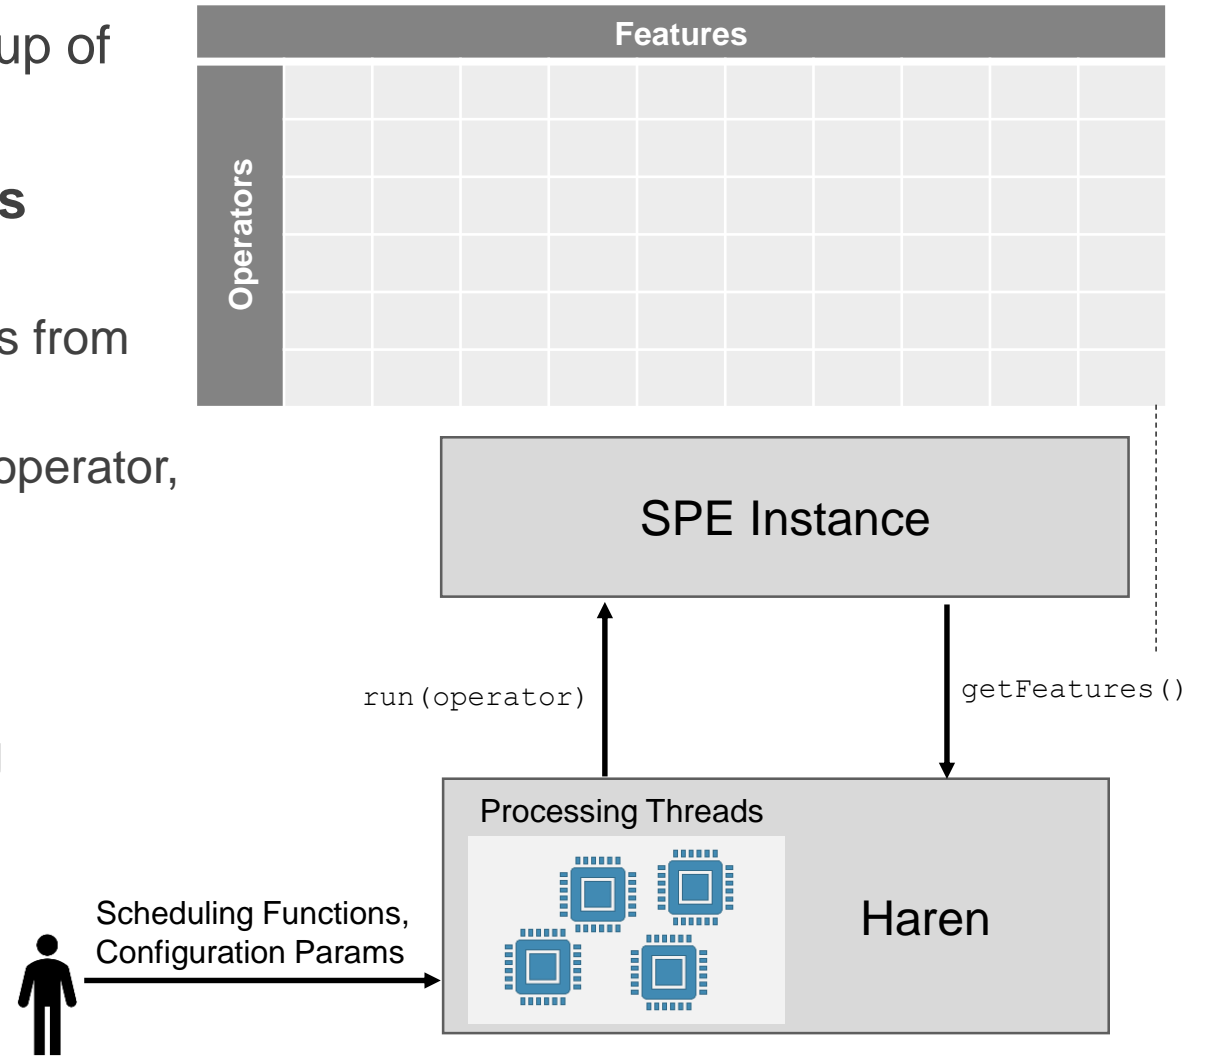 up of
Features
Operators
s
s from
operator,
SPE Instance
run(operator)
getFeatures()
Processing Threads
Haren
Scheduling Functions,
Configuration Params